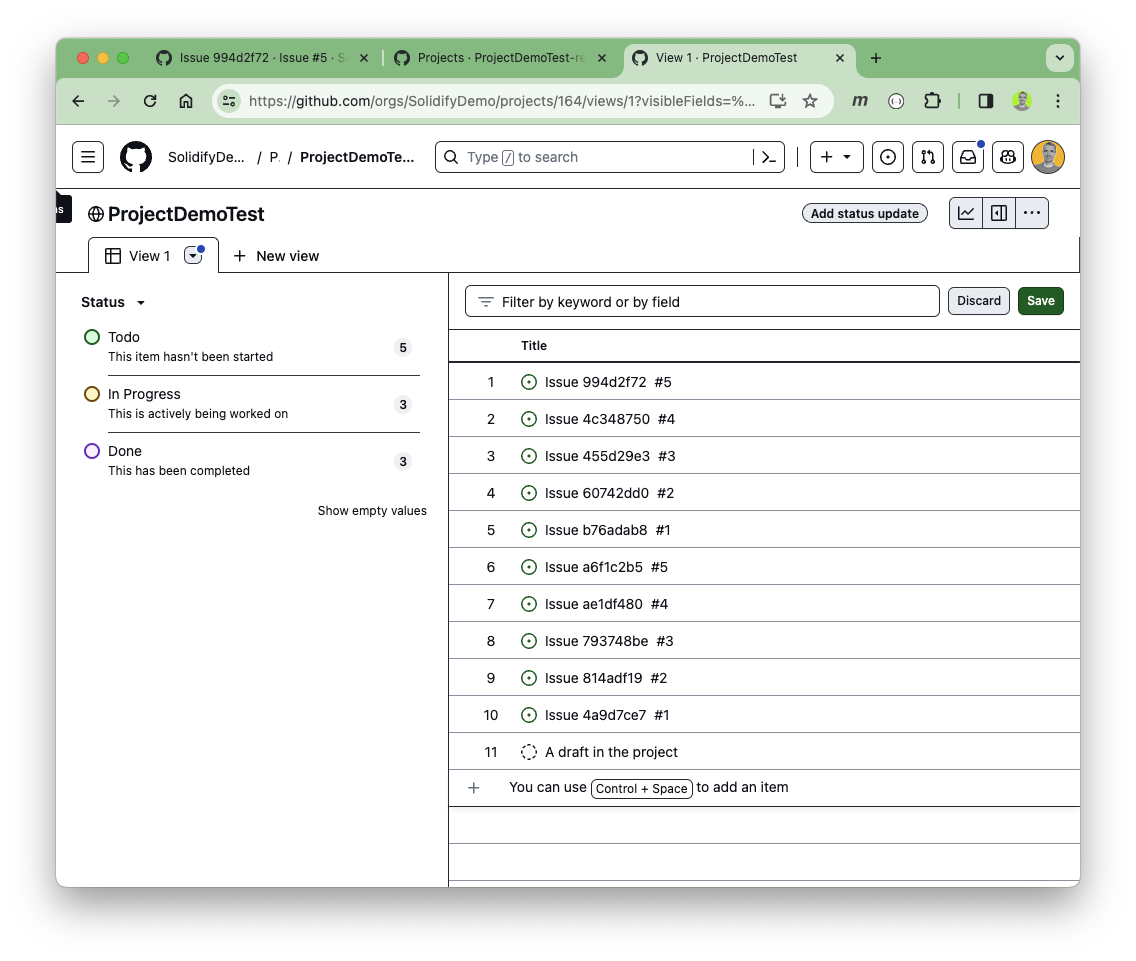 Issue 994d2f72 · Issue #5 · S
Projects · ProjectDemoTest-re
View 1 · ProjectDemoTest
https://github.com/orgs/SolidifyDemo/projects/164/views/1?visibleFields=%...
SolidifyDe... / P. / ProjectDemoTe...
Type / to search
ns
ProjectDemoTest
Add status update
View 1
New view
Status
Todo
This item hasn't been started
5
In Progress
This is actively being worked on
3
Done
This has been completed
3
Show empty values
Filter by keyword or by field
Discard
Save
Title
1 Issue 994d2f72 #5
2 Issue 4c348750 #4
3 Issue 455d29e3 #3
4 Issue 60742dd0 #2
5 Issue b76adab8 #1
6 Issue a6f1c2b5 #5
7 Issue ae1df480 #4
8 Issue 793748be #3
9 Issue 814adf19 #2
10 Issue 4a9d7ce7 #1
11 A draft in the project
You can use Control + Space to add an item